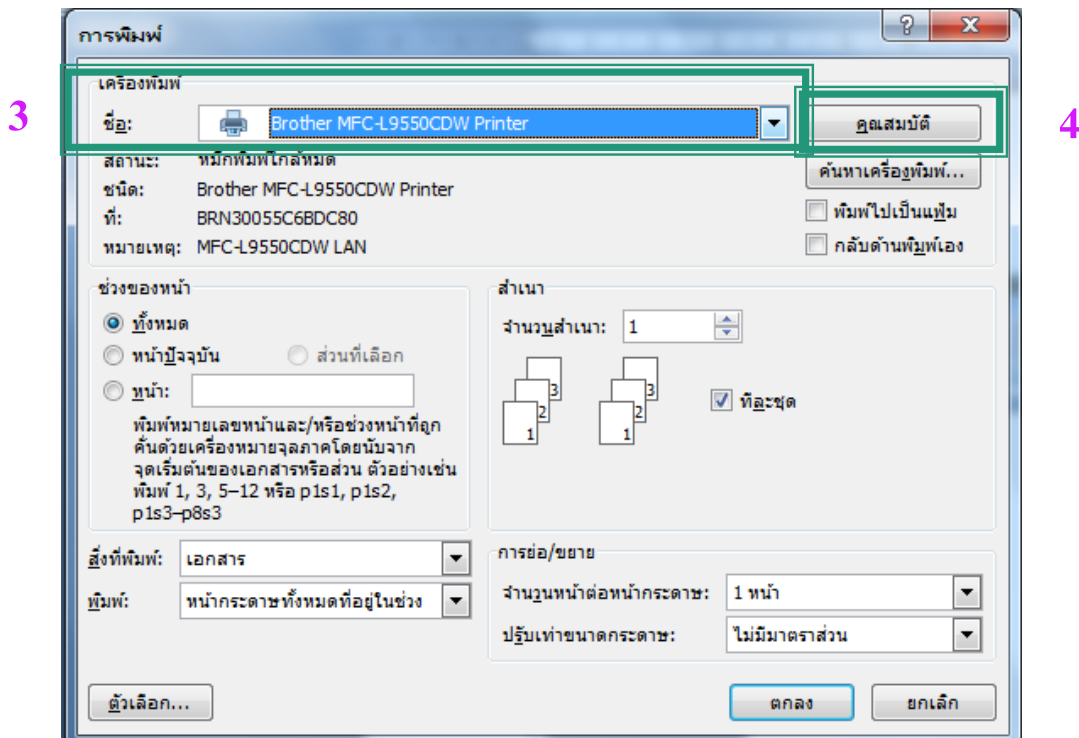 การพิมพ์
เครื่องพิมพ์
3
ชื่อ: Brother MFC-L9550CDW Printer
คุณสมบัติ
4
สถานะ: หมึกพิมพ์ใกล้หมด
ค้นหาเครื่องพิมพ์...
ชนิด: Brother MFC-L9550CDW Printer
ที่: BRN30055C6BDC80
พิมพ์ไปเป็นแฟ้ม
หมายเหตุ: MFC-L9550CDW LAN
กลับด้านพิมพ์เอง
ช่วงของหน้า
ทั้งหมด
หน้าปัจจุบัน
ส่วนที่เลือก
หน้า:
พิมพ์หมายเลขหน้าและ/หรือช่วงหน้าที่ถูก
คั่นด้วยเครื่องหมายจุลภาคโดยนับจาก
จุดเริ่มต้นของเอกสารหรือส่วน ตัวอย่างเช่น
พิมพ์ 1, 3, 5–12 หรือ p1s1, p1s2,
p1s3–p8s3
สำเนา
จำนวนสำเนา: 1
3 3
2 2
1 1
ทีละชุด
สิ่งที่พิมพ์: เอกสาร
พิมพ์: หน้ากระดาษทั้งหมดที่อยู่ในช่วง
การย่อ/ขยาย
จำนวนหน้าต่อหน้ากระดาษ: 1 หน้า
ปรับเท่าขนาดกระดาษ: ไม่มีมาตราส่วน
ตัวเลือก...
ตกลง
ยกเลิก